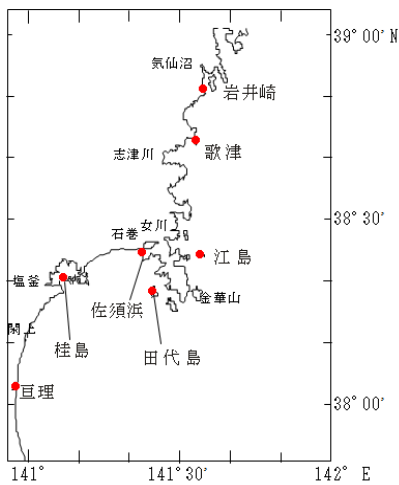 39° 00' N
気仙沼
岩井崎
歌津
志津川
38° 30'
女川
石巻
江島
塩釜
金華山
佐須浜
閖上
桂島
田代島
亘理
38° 00'
141°
141° 30'
142° E